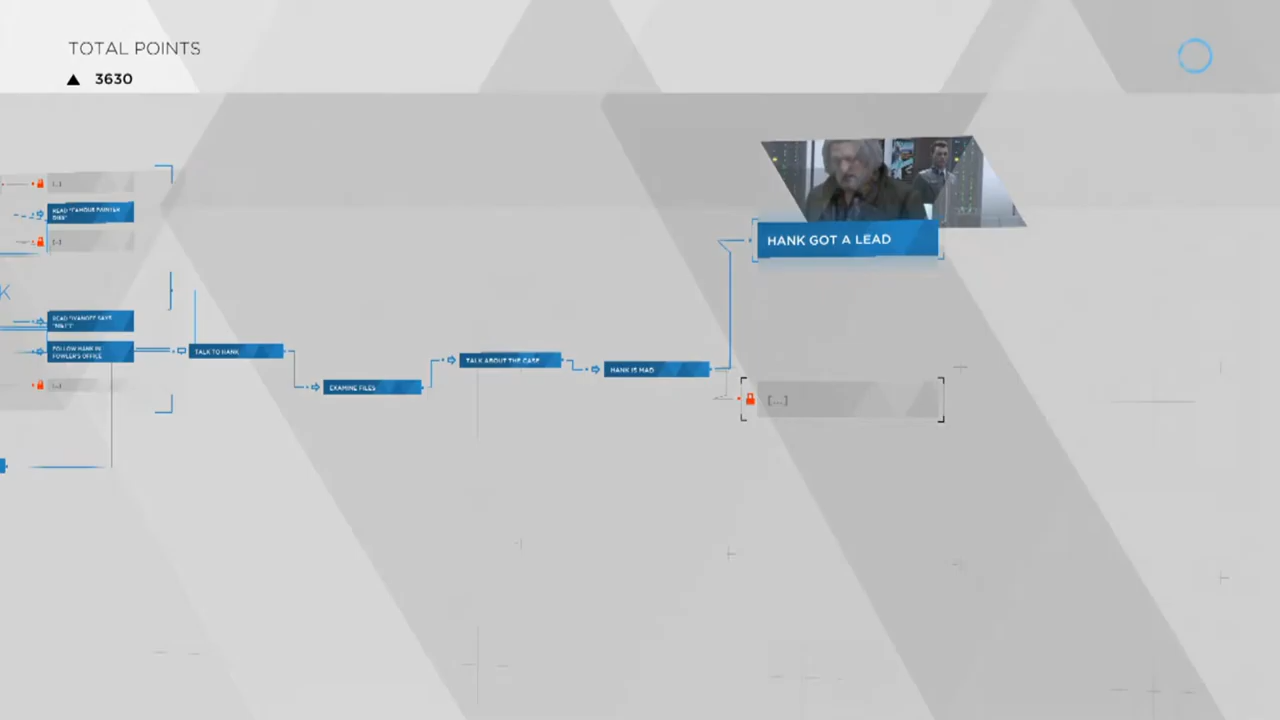 TOTAL POINTS
3630
[...]
READ "FAMOUS PAINTER
DIES"
[...]
HANK GOT A LEAD
K
READ "IVANOFF SAYS
"NIET""
FOLLOW HANK IN
FOWLER'S OFFICE
TALK TO HANK
TALK ABOUT THE CASE
HANK IS MAD
EXAMINE FILES
[...]
[...]